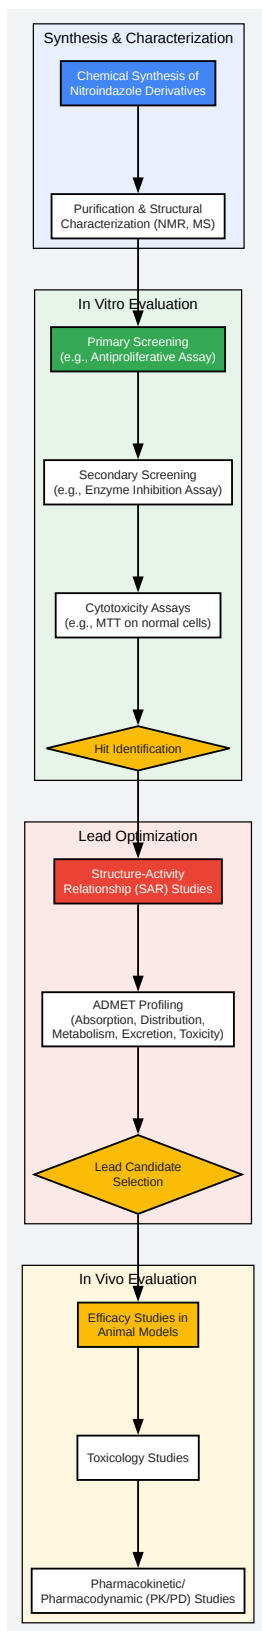 Synthesis & Characterization
Chemical Synthesis of
Nitroindazole Derivatives
Purification & Structural
Characterization (NMR, MS)
In Vitro Evaluation
Primary Screening
(e.g., Antiproliferative Assay)
Secondary Screening
(e.g., Enzyme Inhibition Assay)
Cytotoxicity Assays
(e.g., MTT on normal cells)
Hit Identification
Lead Optimization
Structure-Activity
Relationship (SAR) Studies
ADMET Profiling
(Absorption, Distribution,
Metabolism, Excretion, Toxicity)
Lead Candidate
Selection
In Vivo Evaluation
Efficacy Studies in
Animal Models
Toxicology Studies
Pharmacokinetic/
Pharmacodynamic (PK/PD) Studies